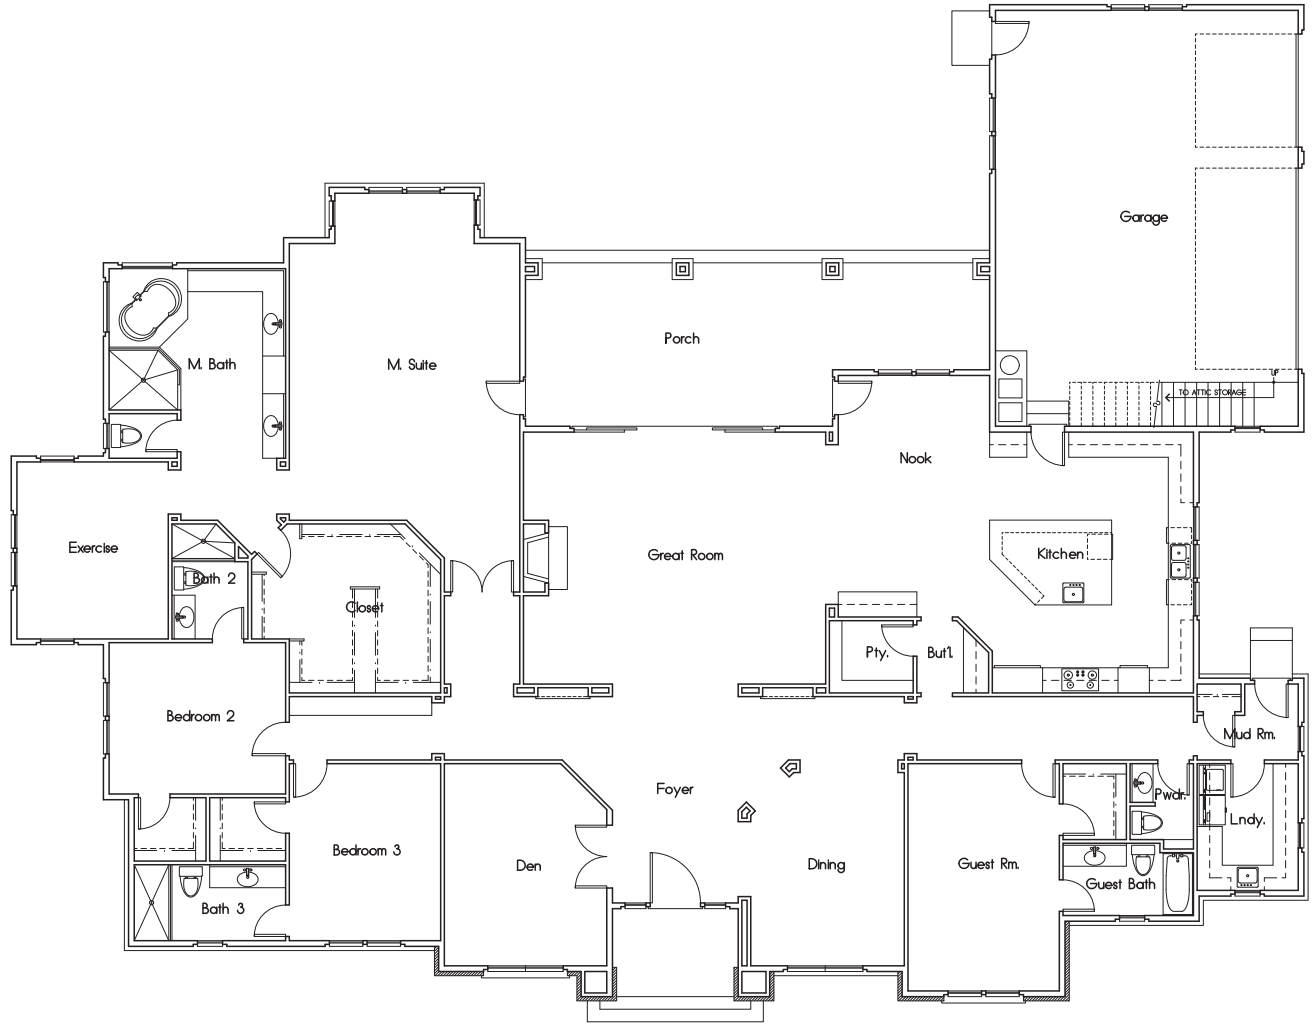 Garage
Porch
M. Bath
M. Suite
UP
TO ATTIC STORAGE
Nook
Exercise
Great Room
Kitchen
Bath 2
Closet
Pty.
But'l.
Bedroom 2
Mud Rm.
Foyer
Pwdr.
Lndy.
Bedroom 3
Den
Dining
Guest Rm.
Guest Bath
Bath 3